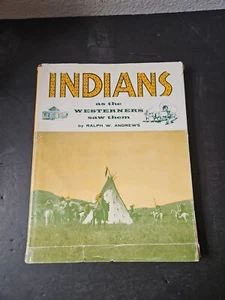 INDIANS
as the
WESTERNERS
saw them
by RALPH W. ANDREWS